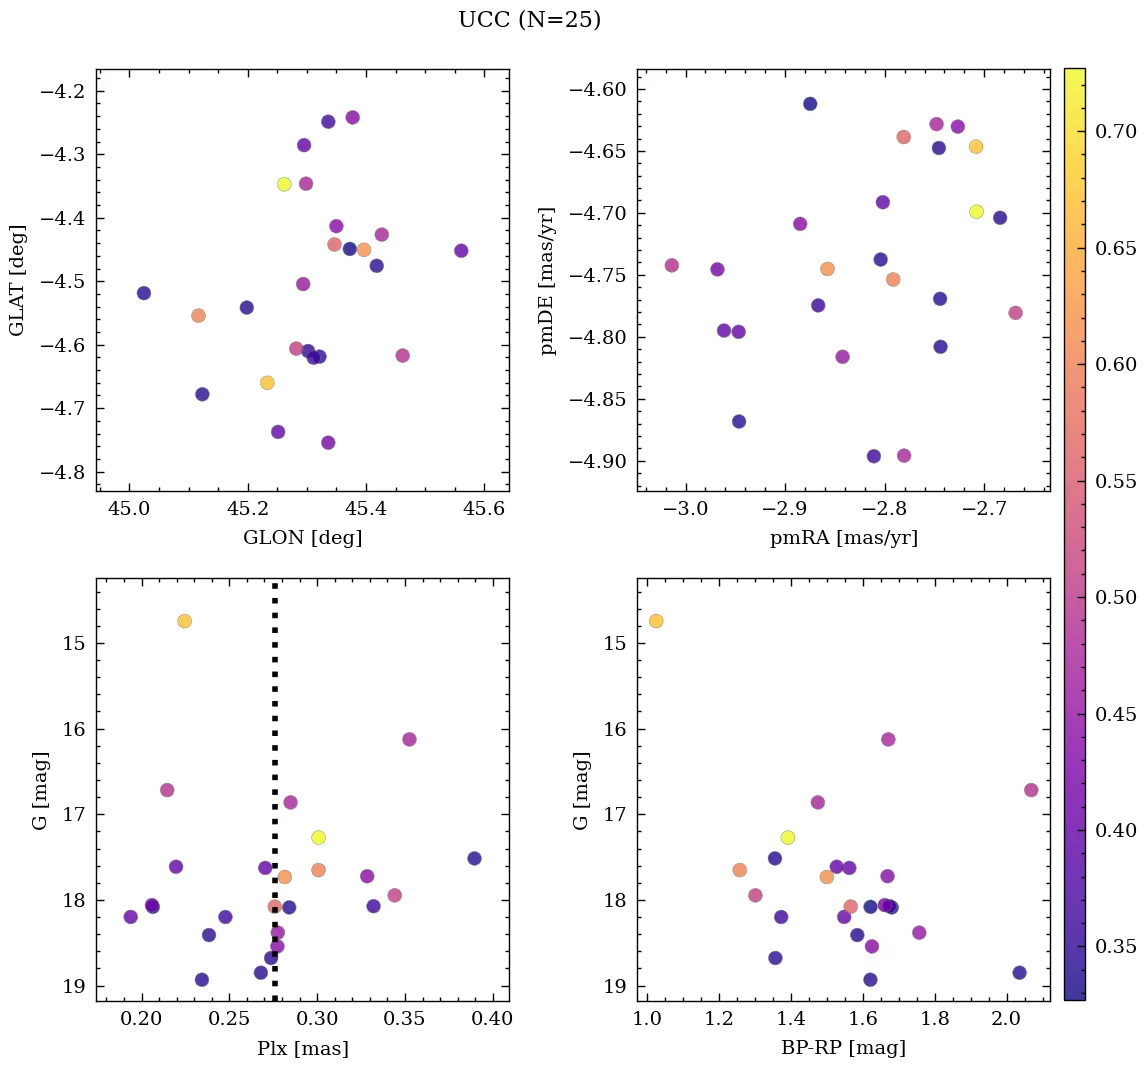 UCC (N=25)
−4.2
−4.3
−4.4
−4.5
−4.6
−4.7
−4.8
GLAT [deg]
45.0 45.2 45.4 45.6
GLON [deg]
−4.60
−4.65
−4.70
−4.75
−4.80
−4.85
−4.90
pmDE [mas/yr]
−3.0 −2.9 −2.8 −2.7
pmRA [mas/yr]
15
16
17
18
19
G [mag]
0.20 0.25 0.30 0.35 0.40
Plx [mas]
15
16
17
18
19
G [mag]
1.0 1.2 1.4 1.6 1.8 2.0
BP-RP [mag]
0.70
0.65
0.60
0.55
0.50
0.45
0.40
0.35